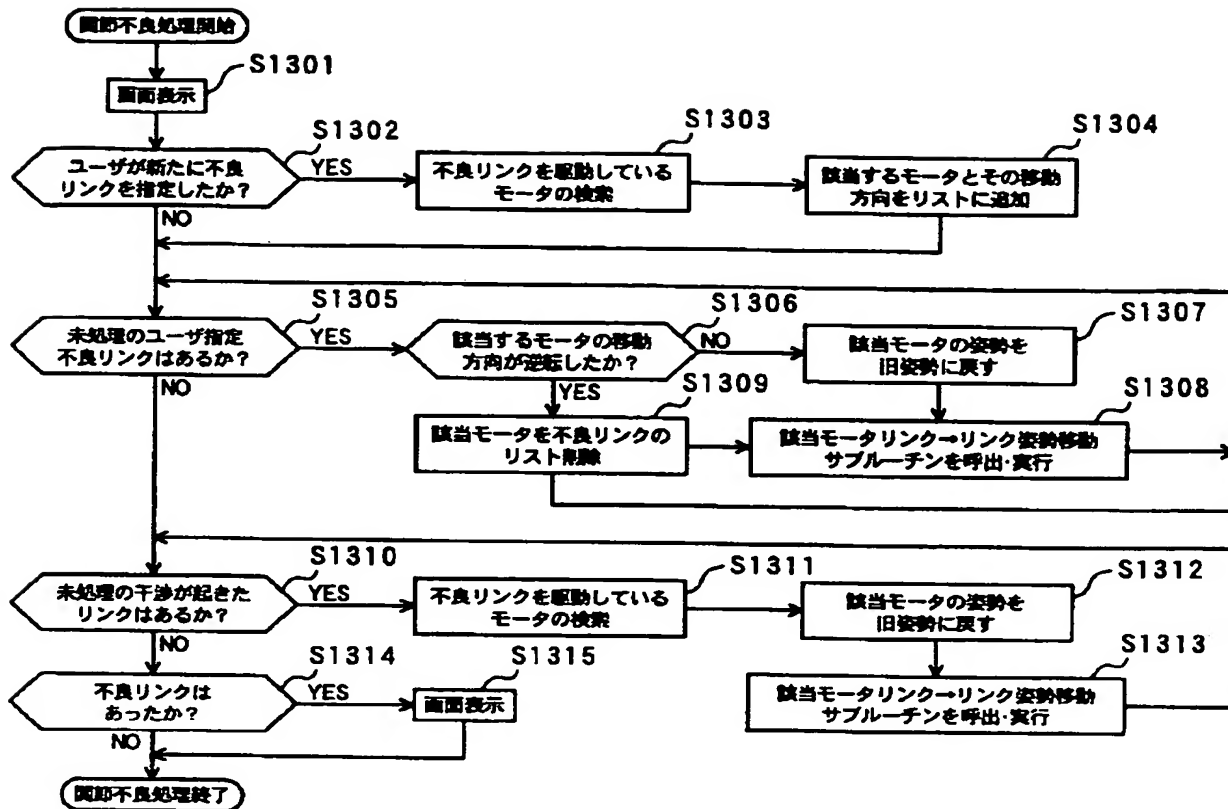 関節不良処理開始
S1301
画面表示
S1302
ユーザが新たに不良
リンクを指定したか?
YES
NO
S1303
不良リンクを駆動している
モータの検索
S1304
該当するモータとその移動
方向をリストに追加
S1305
未処理のユーザ指定
不良リンクはあるか?
YES
NO
S1306
該当するモータの移動
方向が逆転したか?
NO
YES
S1307
該当モータの姿勢を
旧姿勢に戻す
S1309
該当モータを不良リンクの
リスト削除
S1308
該当モータリンク→リンク姿勢移動
サブルーチンを呼出・実行
S1310
未処理の干渉が起きた
リンクはあるか?
YES
NO
S1311
不良リンクを駆動している
モータの検索
S1312
該当モータの姿勢を
旧姿勢に戻す
S1313
該当モータリンク→リンク姿勢移動
サブルーチンを呼出・実行
S1314
不良リンクは
あったか?
YES
NO
S1315
画面表示
関節不良処理終了